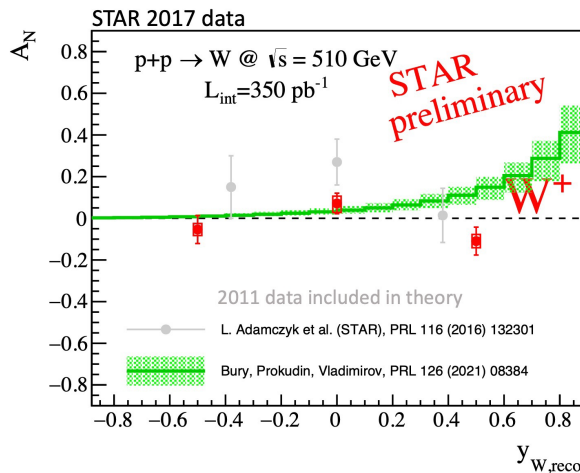 STAR 2017 data
A_N
p+p → W @ √s = 510 GeV
L_int=350 pb⁻¹
STAR
preliminary
W⁺
0.8
0.6
0.4
0.2
0
−0.2
−0.4
−0.6
−0.8
2011 data included in theory
L. Adamczyk et al. (STAR), PRL 116 (2016) 132301
Bury, Prokudin, Vladimirov, PRL 126 (2021) 08384
−0.8 −0.6 −0.4 −0.2 0 0.2 0.4 0.6 0.8
y_W,reco